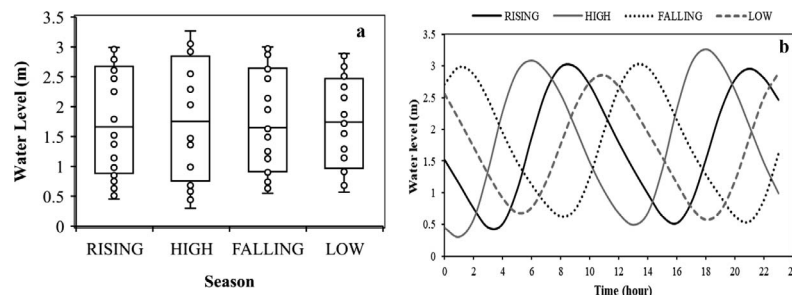 a
Water Level (m)
3.5
3
2.5
2
1.5
1
0.5
0
RISING HIGH FALLING LOW
Season
RISING HIGH FALLING LOW
b
Water level (m)
3.5
3
2.5
2
1.5
1
0.5
0
0 2 4 6 8 10 12 14 16 18 20 22 24
Time (hour)